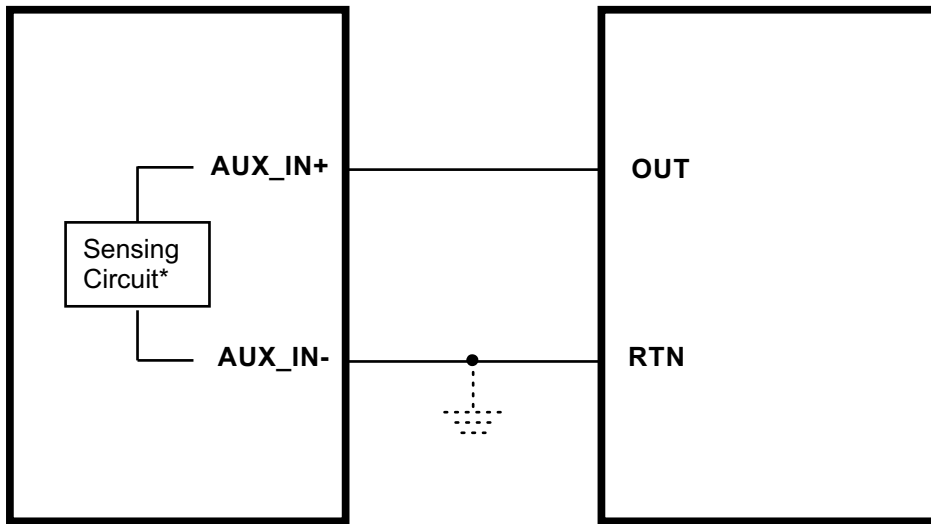 AUX_IN+
OUT
Sensing
Circuit*
AUX_IN-
RTN